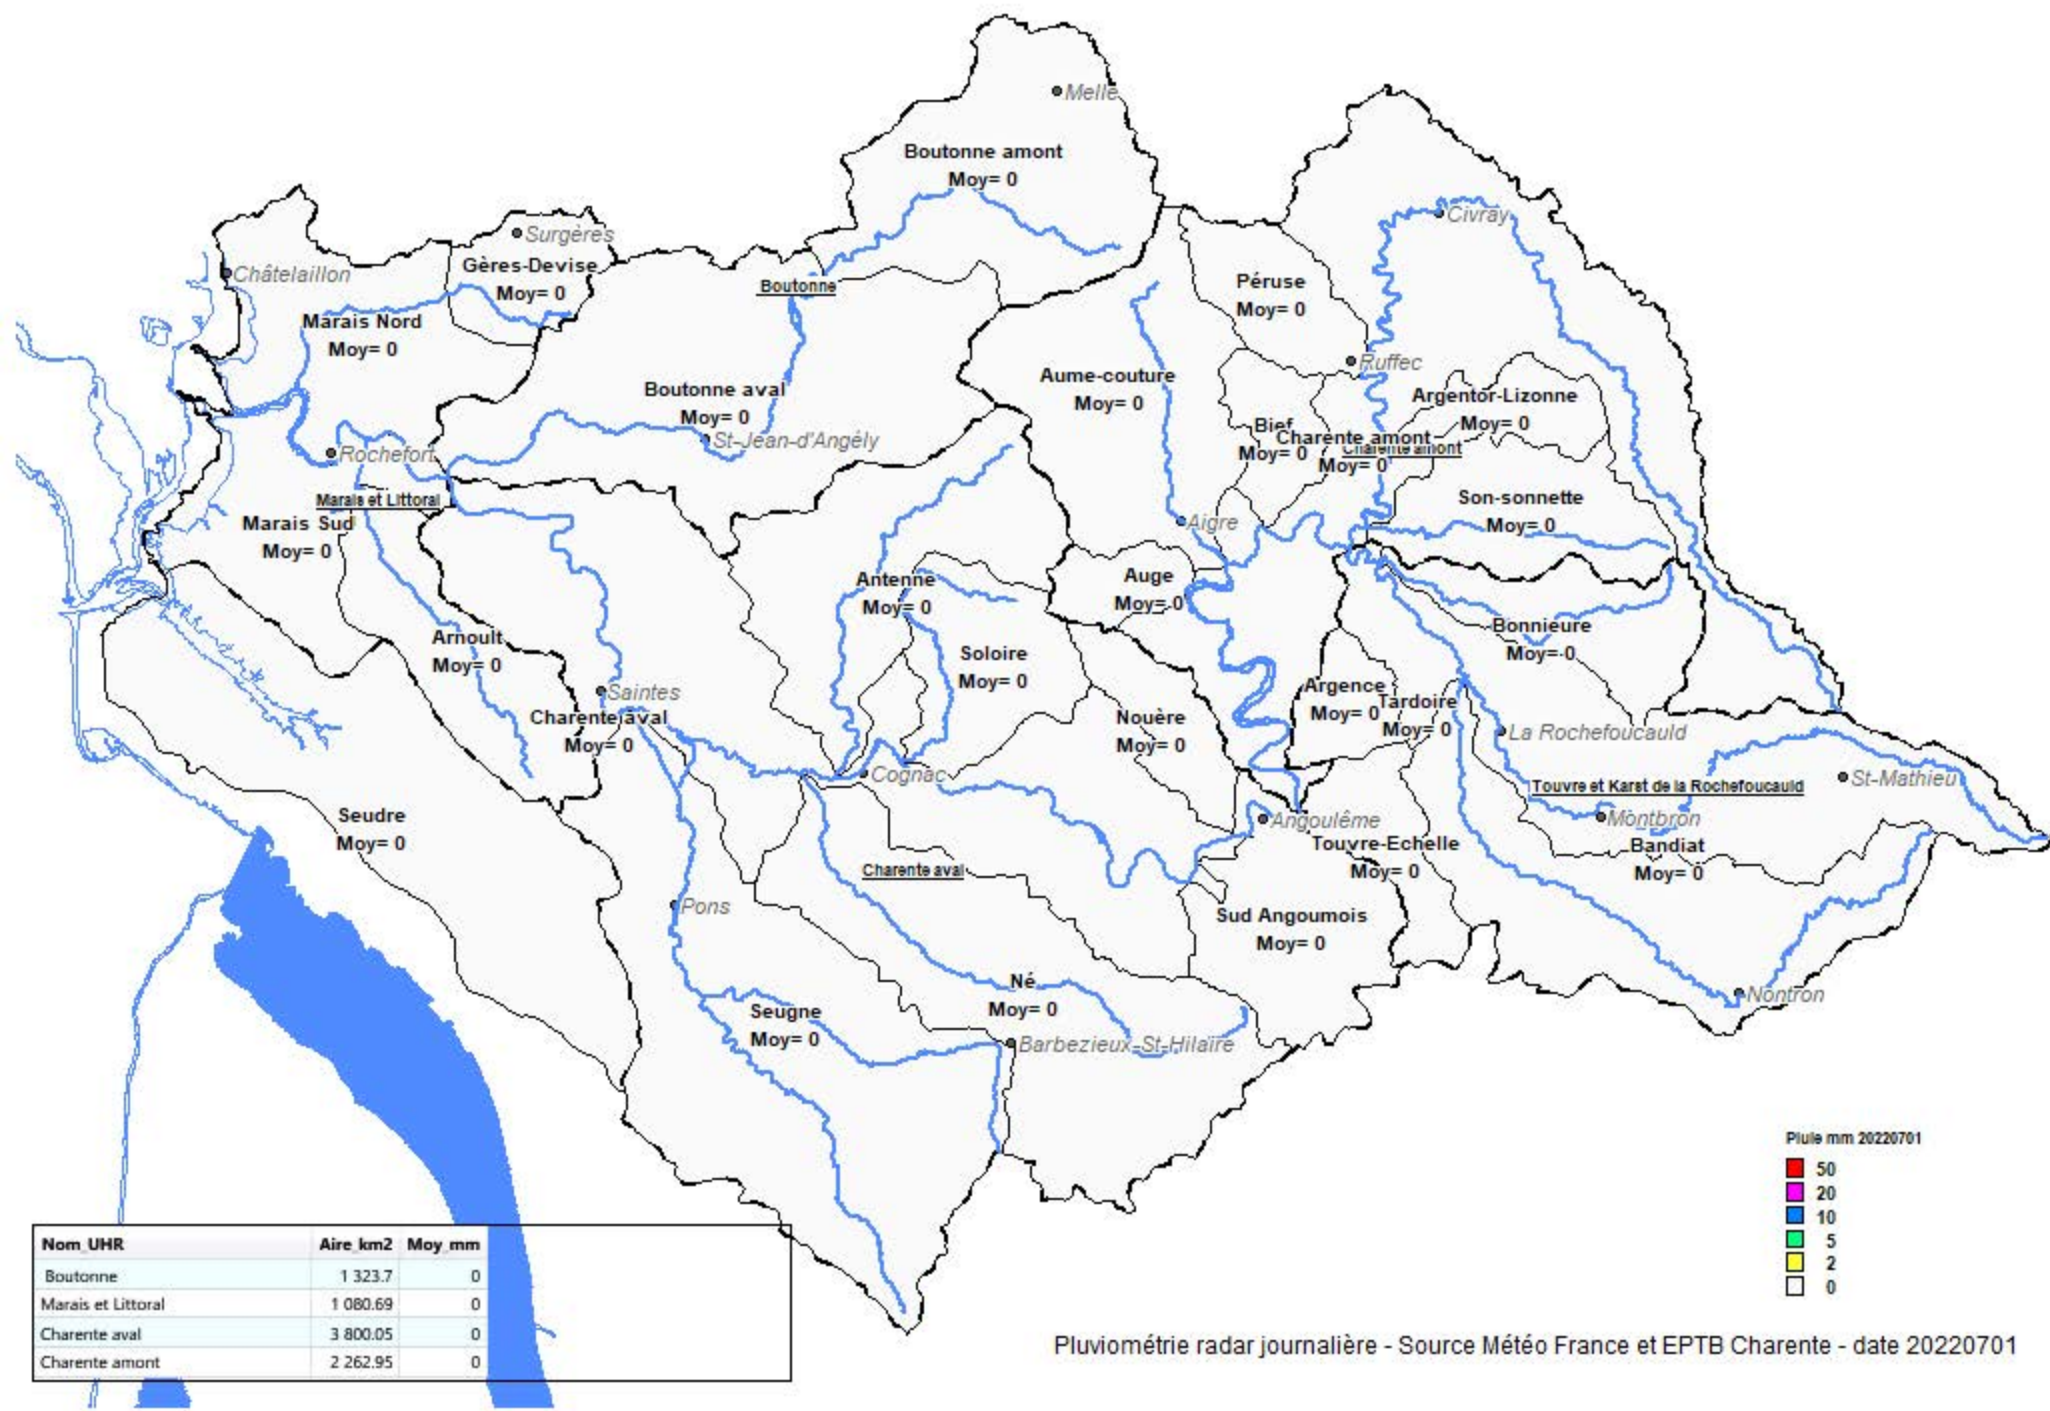 Melle
Boutonne amont
Moy= 0
Civray
Surgères
Gères-Devise
Moy= 0
Châtelaillon
Boutonne
Péruse
Moy= 0
Marais Nord
Moy= 0
Ruffec
Aume-couture
Moy= 0
Boutonne aval
Moy= 0
St-Jean-d'Angély
Argentor-Lizonne
Moy= 0
Bief
Moy= 0
Charente amont
Moy= 0
Charente amont
Rochefort
Marais et Littoral
Marais Sud
Moy= 0
Son-sonnette
Moy= 0
Aigre
Antenne
Moy= 0
Auge
Moy= 0
Bonnieure
Moy= 0
Arnoult
Moy= 0
Soloire
Moy= 0
Saintes
Charente aval
Moy= 0
Nouère
Moy= 0
Argence
Moy= 0
Tardoire
Moy= 0
La Rochefoucauld
Cognac
Touvre et Karst de la Rochefoucauld
St-Mathieu
Seudre
Moy= 0
Angoulême
Montbron
Touvre-Echelle
Moy= 0
Bandiat
Moy= 0
Charente aval
Pons
Sud Angoumois
Moy= 0
Né
Moy= 0
Nontron
Seugne
Moy= 0
Barbezieux-St-Hilaire
Pluie mm 20220701
50
20
10
5
2
0
Nom_UHR Aire_km2 Moy_mm
Boutonne 1 323.7 0
Marais et Littoral 1 080.69 0
Charente aval 3 800.05 0
Charente amont 2 262.95 0
Pluviométrie radar journalière - Source Météo France et EPTB Charente - date 20220701